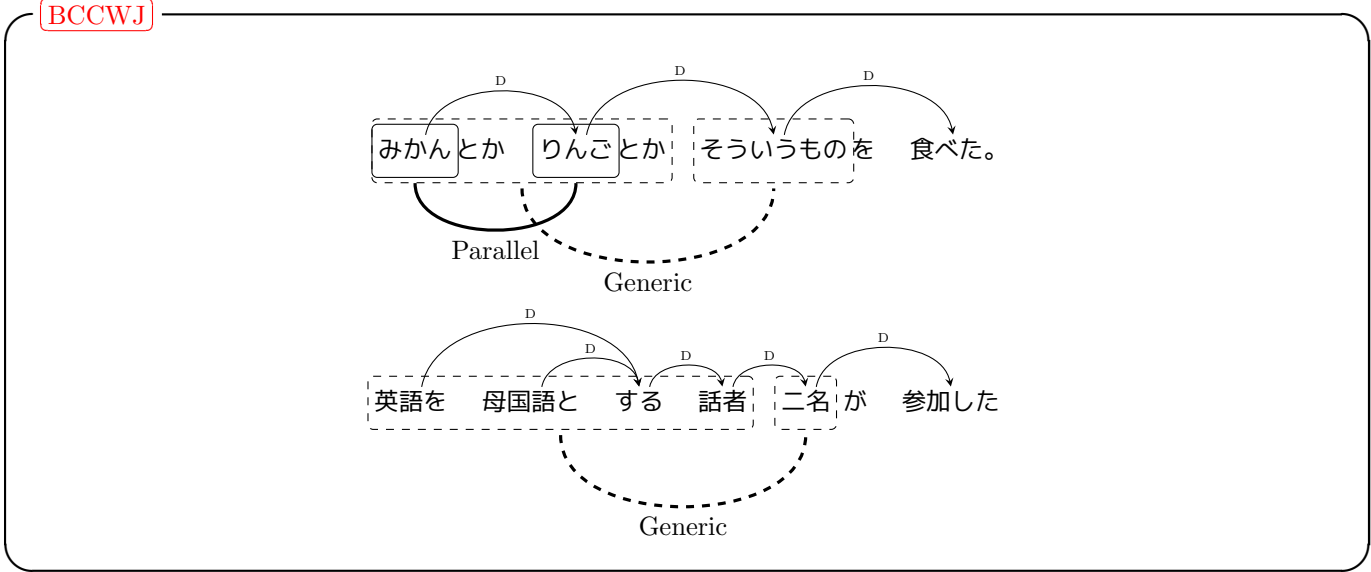 BCCWJ
D D D
みかん とか りんご とか そういうもの を 食べた。
Parallel
Generic
D
D D D D
英語を 母国語と する 話者 二名 が 参加した
Generic